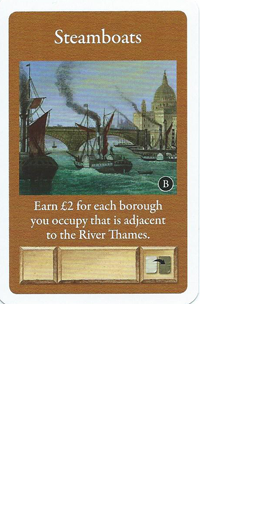 Steamboats
B
Earn £2 for each borough
you occupy that is adjacent
to the River Thames.